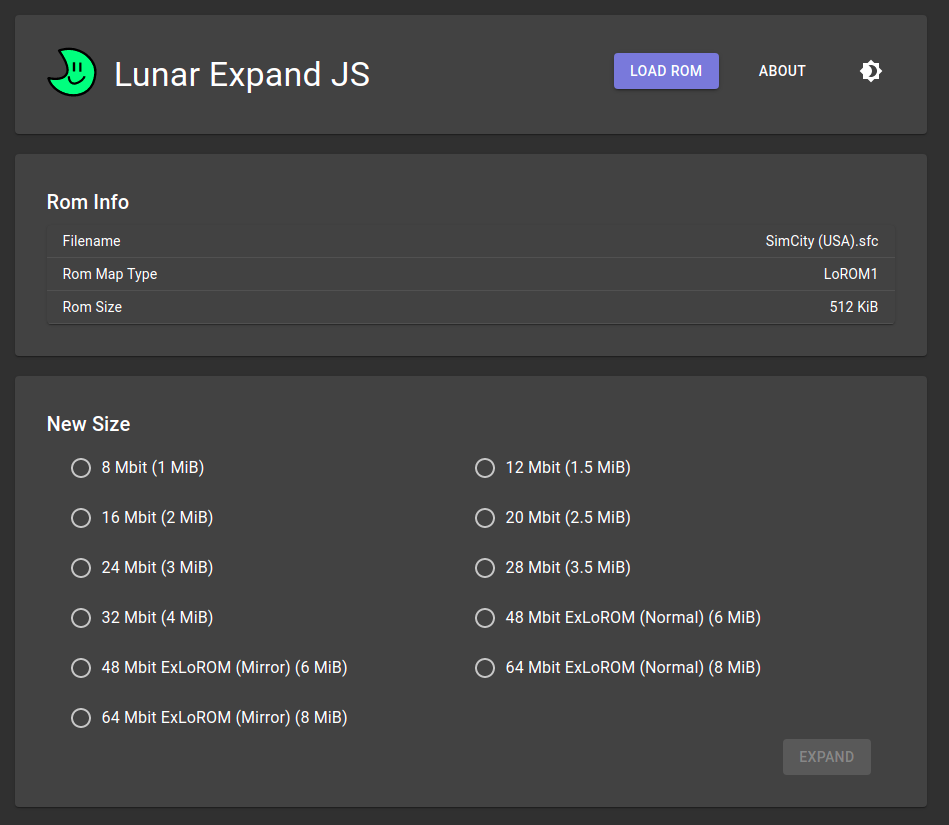 Lunar Expand JS
LOAD ROM
ABOUT
Rom Info
Filename SimCity (USA).sfc
Rom Map Type LoROM1
Rom Size 512 KiB
New Size
8 Mbit (1 MiB) 12 Mbit (1.5 MiB)
16 Mbit (2 MiB) 20 Mbit (2.5 MiB)
24 Mbit (3 MiB) 28 Mbit (3.5 MiB)
32 Mbit (4 MiB) 48 Mbit ExLoROM (Normal) (6 MiB)
48 Mbit ExLoROM (Mirror) (6 MiB) 64 Mbit ExLoROM (Normal) (8 MiB)
64 Mbit ExLoROM (Mirror) (8 MiB)
EXPAND